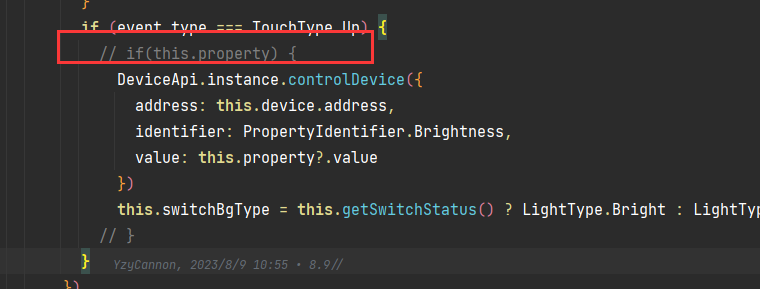 }
if (event.type === TouchType.Up) {
// if(this.property) {
DeviceApi.instance.controlDevice({
address: this.device.address,
identifier: PropertyIdentifier.Brightness,
value: this.property?.value
})
this.switchBgType = this.getSwitchStatus() ? LightType.Bright : LightTyp
// }
} YzyCannon, 2023/8/9 10:55 • 8.9//
})